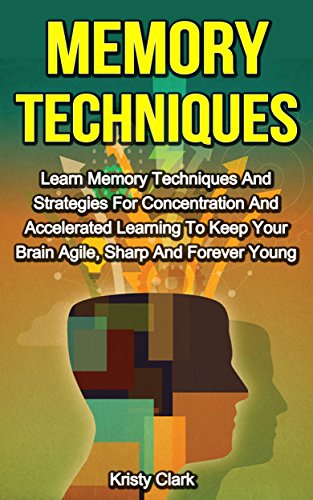 MEMORY
TECHNIQUES
Learn Memory Techniques And
Strategies For Concentration And
Accelerated Learning To Keep Your
Brain Agile, Sharp And Forever Young
Kristy Clark